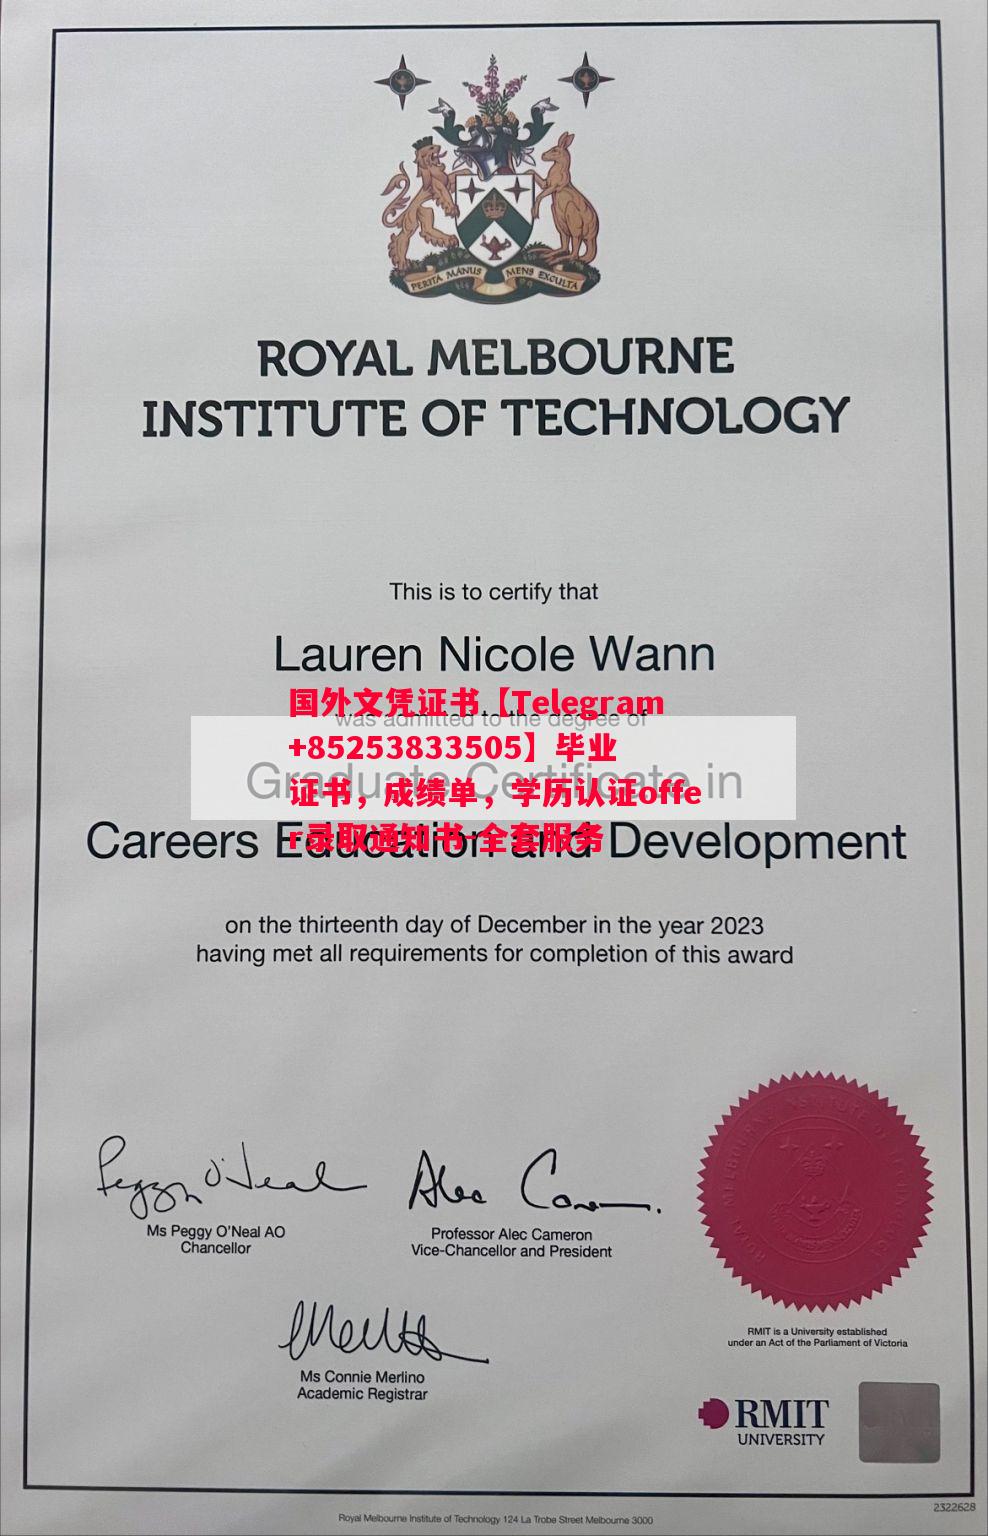 PERITA MANUS MENS EXCULTA
ROYAL MELBOURNE
INSTITUTE OF TECHNOLOGY
This is to certify that
Lauren Nicole Wann
was admitted to the degree of
Graduate Certificate in
Careers Education and Development
国外文凭证书【Telegram
+85253833505】毕业
证书，成绩单，学历认证offe
r录取通知书-全套服务
on the thirteenth day of December in the year 2023
having met all requirements for completion of this award
Peggy O'Neal
Ms Peggy O'Neal AO
Chancellor
Alec Cameron
Professor Alec Cameron
Vice-Chancellor and President
Ms Connie Merlino
Academic Registrar
RMIT is a University established
under an Act of the Parliament of Victoria
RMIT
UNIVERSITY
2322628
Royal Melbourne Institute of Technology 124 La Trobe Street Melbourne 3000